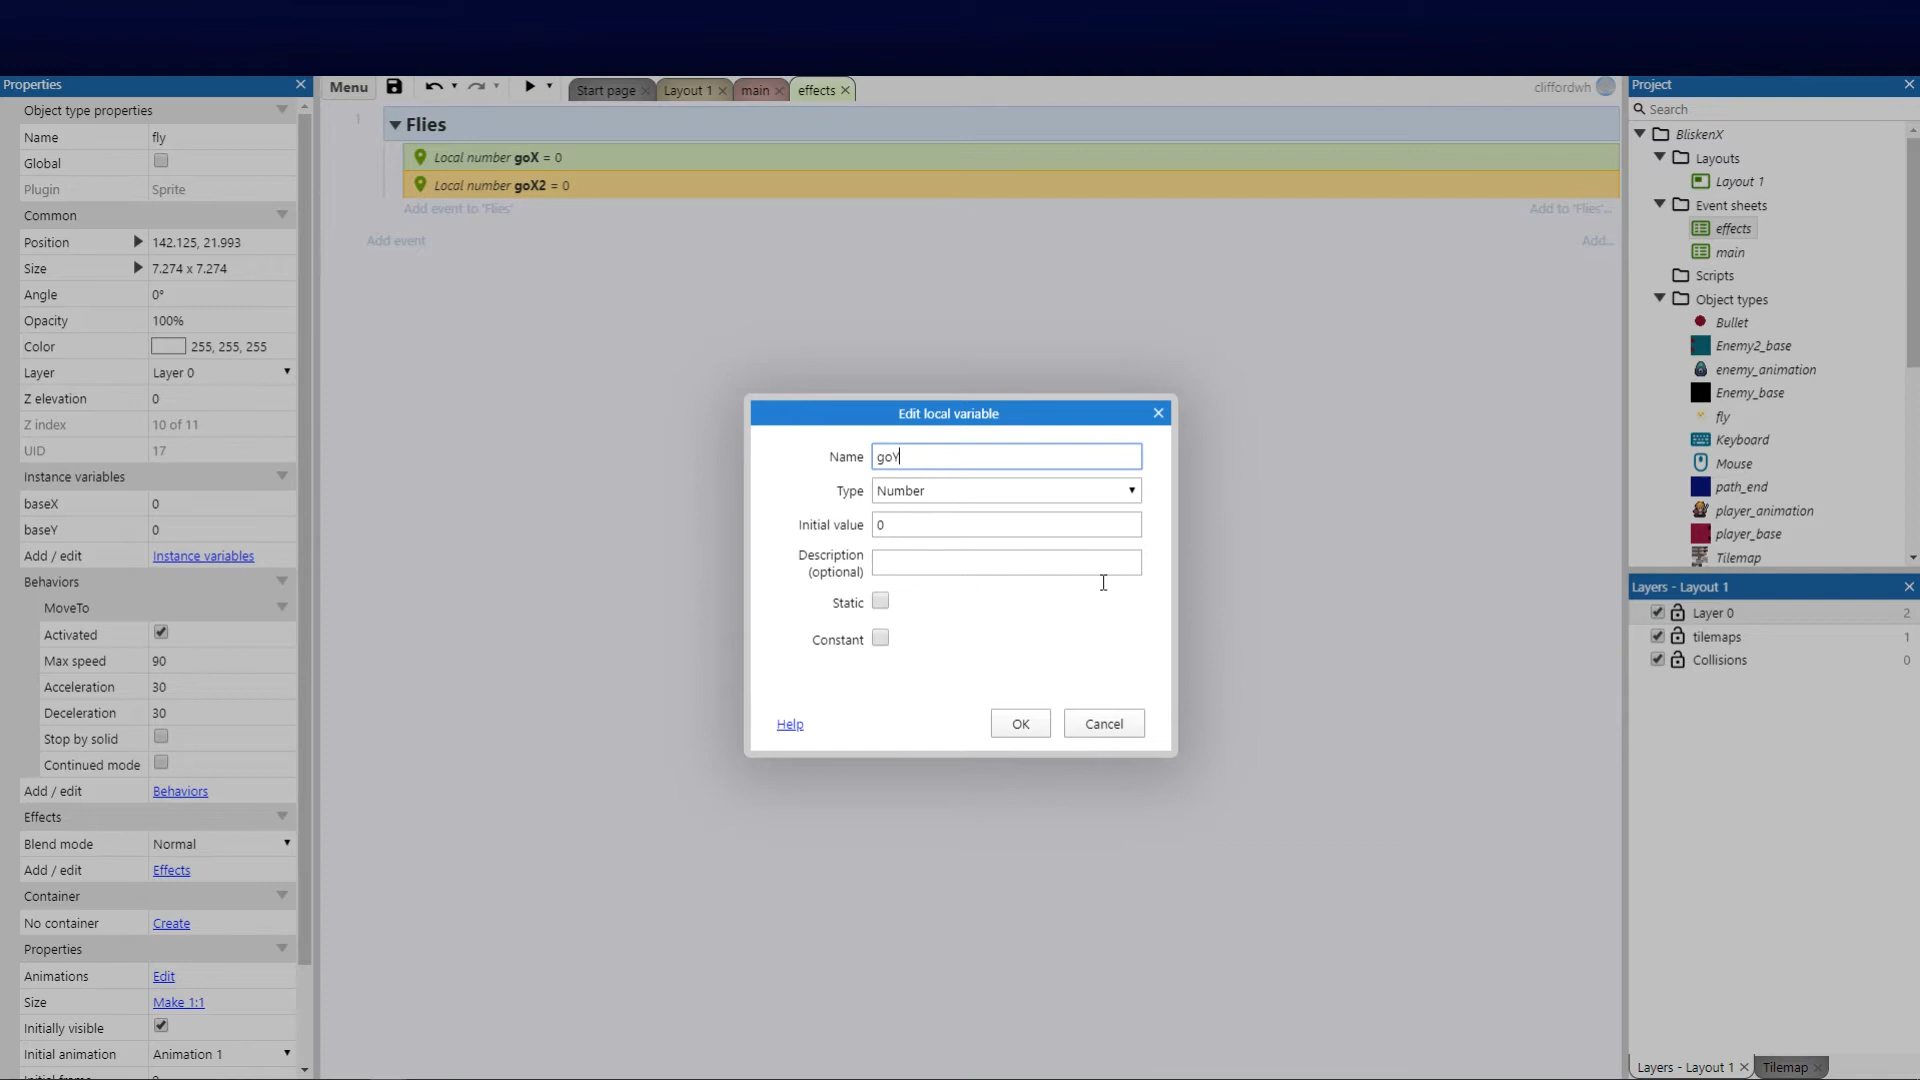 Properties
Object type properties
Name fly
Global
Plugin Sprite
Common
Position 142.125, 21.993
Size 7.274 x 7.274
Angle 0°
Opacity 100%
Color 255, 255, 255
Layer Layer 0
Z elevation 0
Z index 10 of 11
UID 17
Instance variables
baseX 0
baseY 0
Add / edit Instance variables
Behaviors
MoveTo
Activated
Max speed 90
Acceleration 30
Deceleration 30
Stop by solid
Continued mode
Add / edit Behaviors
Effects
Blend mode Normal
Add / edit Effects
Container
No container Create
Properties
Animations Edit
Size Make 1:1
Initially visible
Initial animation Animation 1
Menu
Start page
Layout 1
main
effects
cliffordwh
1
Flies
Local number goX = 0
Local number goX2 = 0
Add event to 'Flies'
Add to 'Flies'...
Add event
Add...
Edit local variable
Name goY
Type Number
Initial value 0
Description
(optional)
Static
Constant
Help
OK
Cancel
Project
Search
BliskenX
Layouts
Layout 1
Event sheets
effects
main
Scripts
Object types
Bullet
Enemy2_base
enemy_animation
Enemy_base
fly
Keyboard
Mouse
path_end
player_animation
player_base
Tilemap
Layers - Layout 1
Layer 0 2
tilemaps 1
Collisions 0
Layers - Layout 1
Tilemap